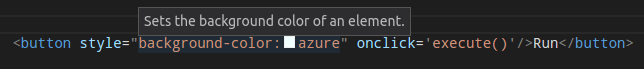 Sets the background color of an element.
<button style="background-color:azure" onclick='execute()'/>Run</button>